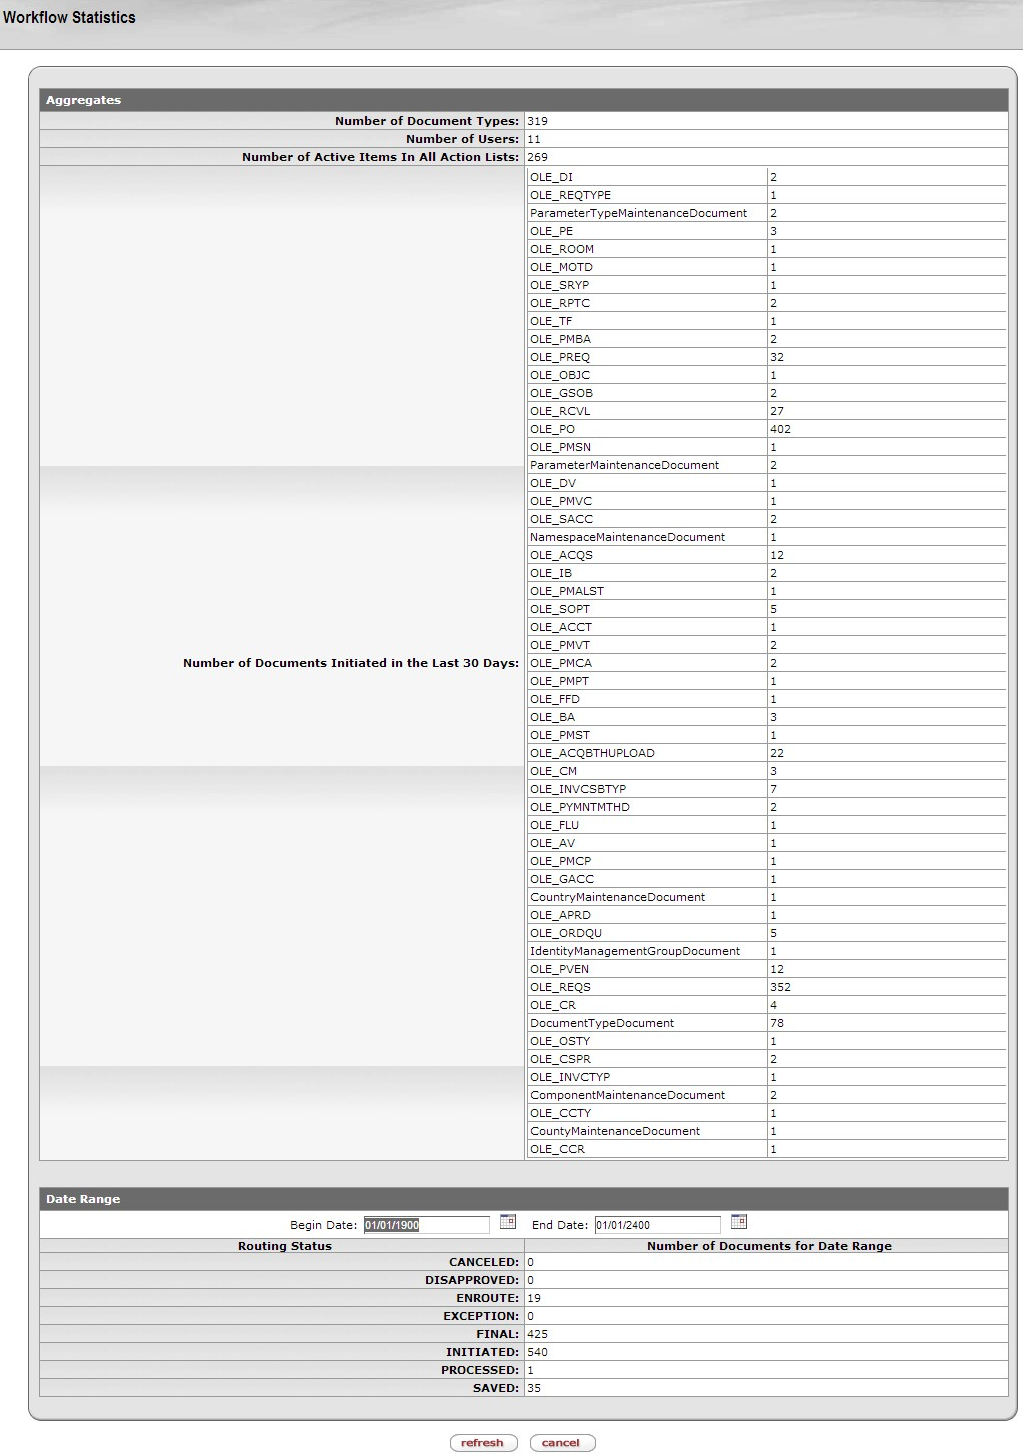 Workflow Statistics
Aggregates
Number of Document Types: 319
Number of Users: 11
Number of Active Items In All Action Lists: 269
Number of Documents Initiated in the Last 30 Days:
OLE_DI 2
OLE_REQTYPE 1
ParameterTypeMaintenanceDocument 2
OLE_PE 3
OLE_ROOM 1
OLE_MOTD 1
OLE_SRYP 1
OLE_RPTC 2
OLE_TF 1
OLE_PMBA 2
OLE_PREQ 32
OLE_OBJC 1
OLE_GSOB 2
OLE_RCVL 27
OLE_PO 402
OLE_PMSN 1
ParameterMaintenanceDocument 2
OLE_DV 1
OLE_PMVC 1
OLE_SACC 2
NamespaceMaintenanceDocument 1
OLE_ACQS 12
OLE_IB 2
OLE_PMALST 1
OLE_SOPT 5
OLE_ACCT 1
OLE_PMVT 2
OLE_PMCA 2
OLE_PMPT 1
OLE_FFD 1
OLE_BA 3
OLE_PMST 1
OLE_ACQBTHUPLOAD 22
OLE_CM 3
OLE_INVCSBTYP 7
OLE_PYMNTMTHD 2
OLE_FLU 1
OLE_AV 1
OLE_PMCP 1
OLE_GACC 1
CountryMaintenanceDocument 1
OLE_APRD 1
OLE_ORDQU 5
IdentityManagementGroupDocument 1
OLE_PVEN 12
OLE_REQS 352
OLE_CR 4
DocumentTypeDocument 78
OLE_OSTY 1
OLE_CSPR 2
OLE_INVCTYP 1
ComponentMaintenanceDocument 2
OLE_CCTY 1
CountyMaintenanceDocument 1
OLE_CCR 1
Date Range
Begin Date: 01/01/1900 End Date: 01/01/2400
Routing Status Number of Documents for Date Range
CANCELED: 0
DISAPPROVED: 0
ENROUTE: 19
EXCEPTION: 0
FINAL: 425
INITIATED: 540
PROCESSED: 1
SAVED: 35
refresh cancel